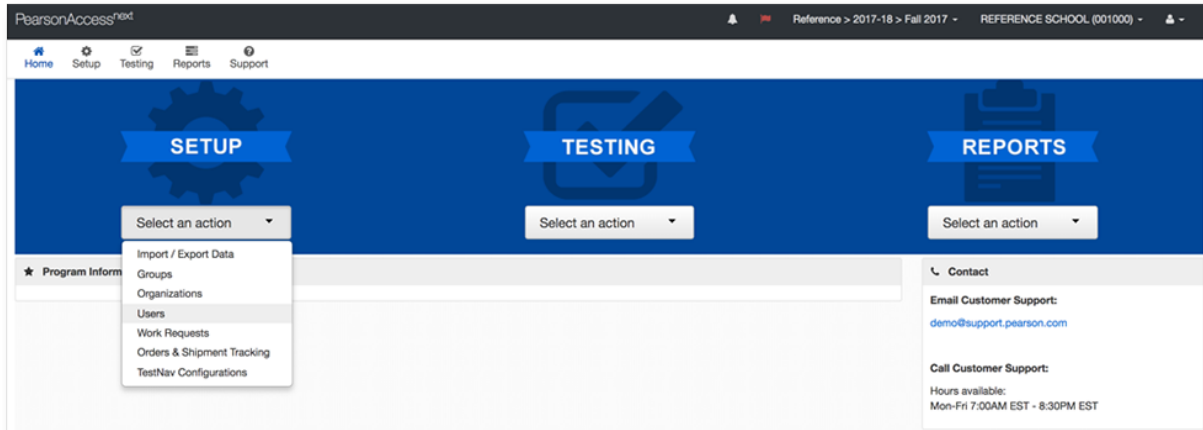 PearsonAccessnext
Reference > 2017-18 > Fall 2017
REFERENCE SCHOOL (001000)
Home
Setup
Testing
Reports
Support
SETUP
TESTING
REPORTS
Select an action
Select an action
Select an action
Import / Export Data
Groups
Organizations
Users
Work Requests
Orders & Shipment Tracking
TestNav Configurations
Program Inform
Contact
Email Customer Support:
demo@support.pearson.com
Call Customer Support:
Hours available:
Mon-Fri 7:00AM EST - 8:30PM EST